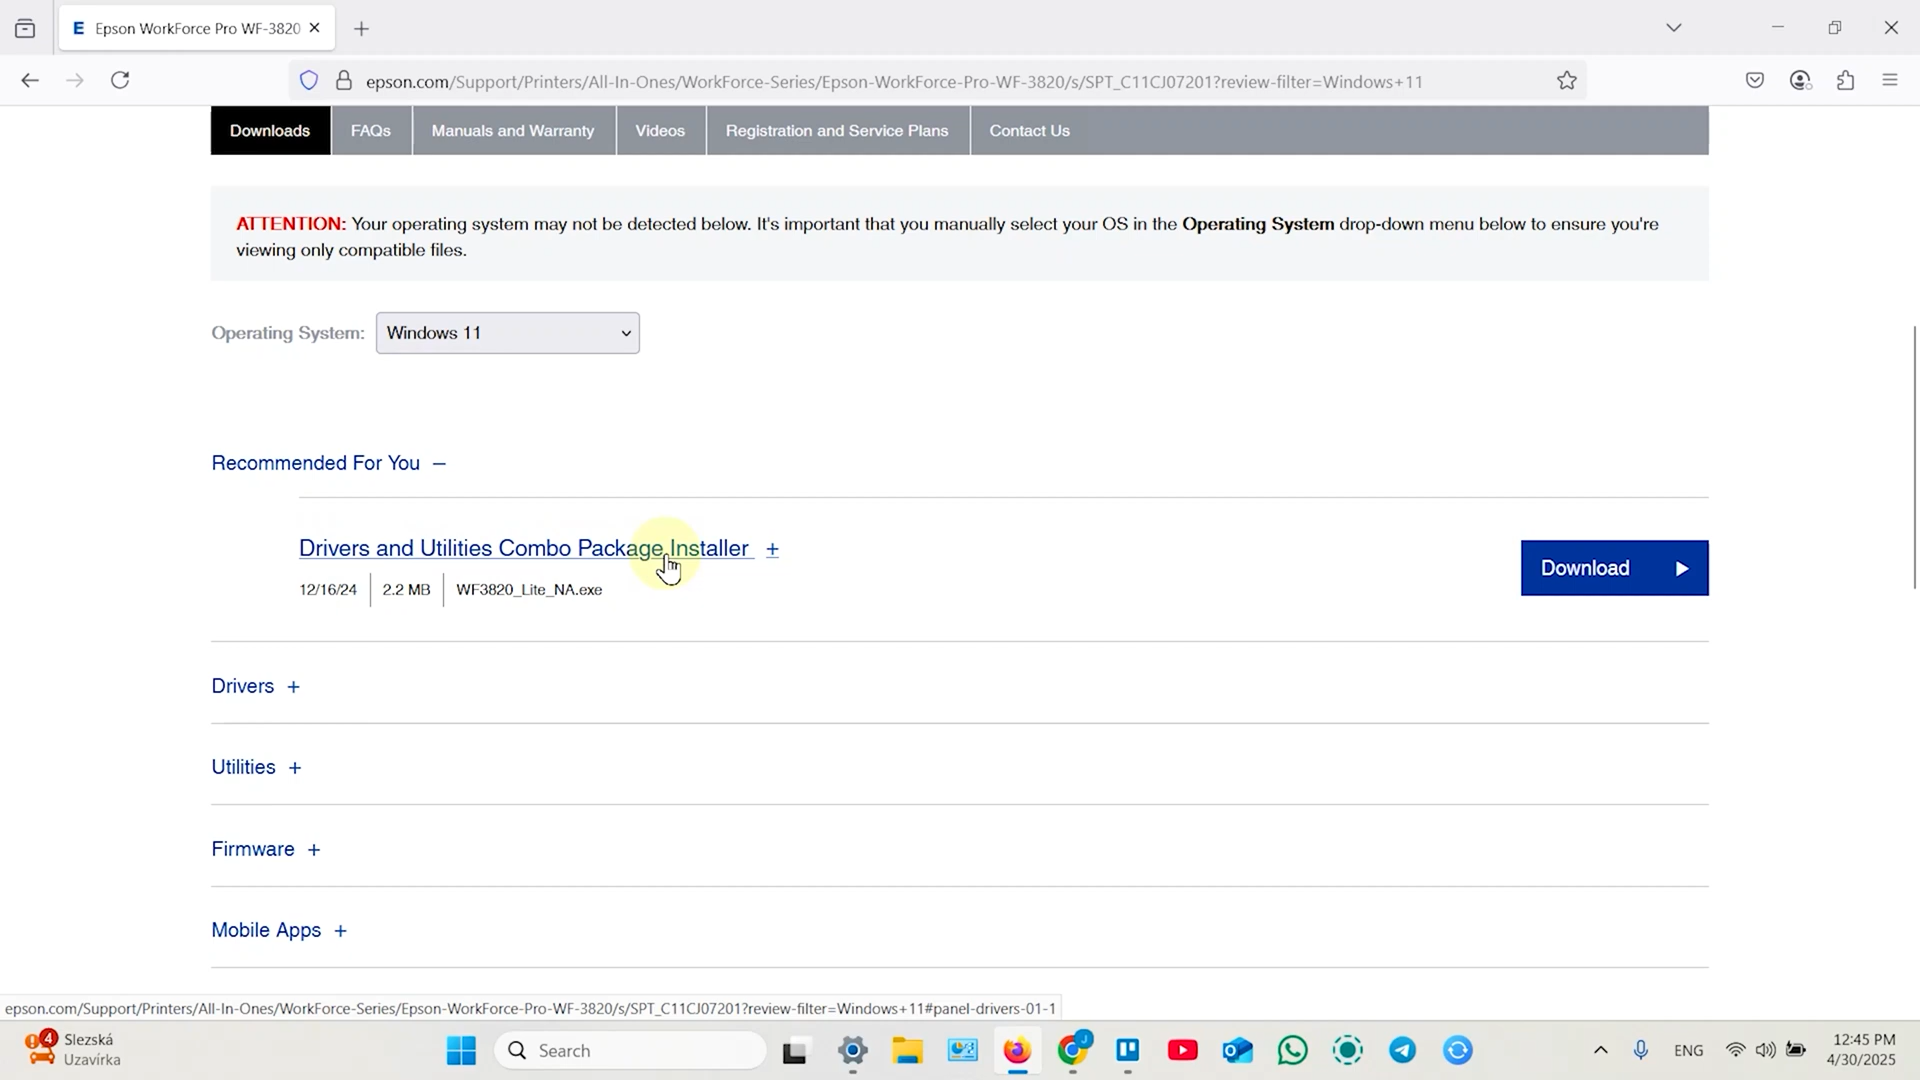 Epson WorkForce Pro WF-3820
epson.com/Support/Printers/All-In-Ones/WorkForce-Series/Epson-WorkForce-Pro-WF-3820/s/SPT_C11CJ07201?review-filter=Windows+11
Downloads FAQs Manuals and Warranty Videos Registration and Service Plans Contact Us
ATTENTION: Your operating system may not be detected below. It's important that you manually select your OS in the Operating System drop-down menu below to ensure you're
viewing only compatible files.
Operating System: Windows 11
Recommended For You −
Drivers and Utilities Combo Package Installer +
12/16/24 2.2 MB WF3820_Lite_NA.exe
Download
Drivers +
Utilities +
Firmware +
Mobile Apps +
epson.com/Support/Printers/All-In-Ones/WorkForce-Series/Epson-WorkForce-Pro-WF-3820/s/SPT_C11CJ07201?review-filter=Windows+11#panel-drivers-01-1
4
Slezská
Uzavírka
Search
J
ENG
12:45 PM
4/30/2025